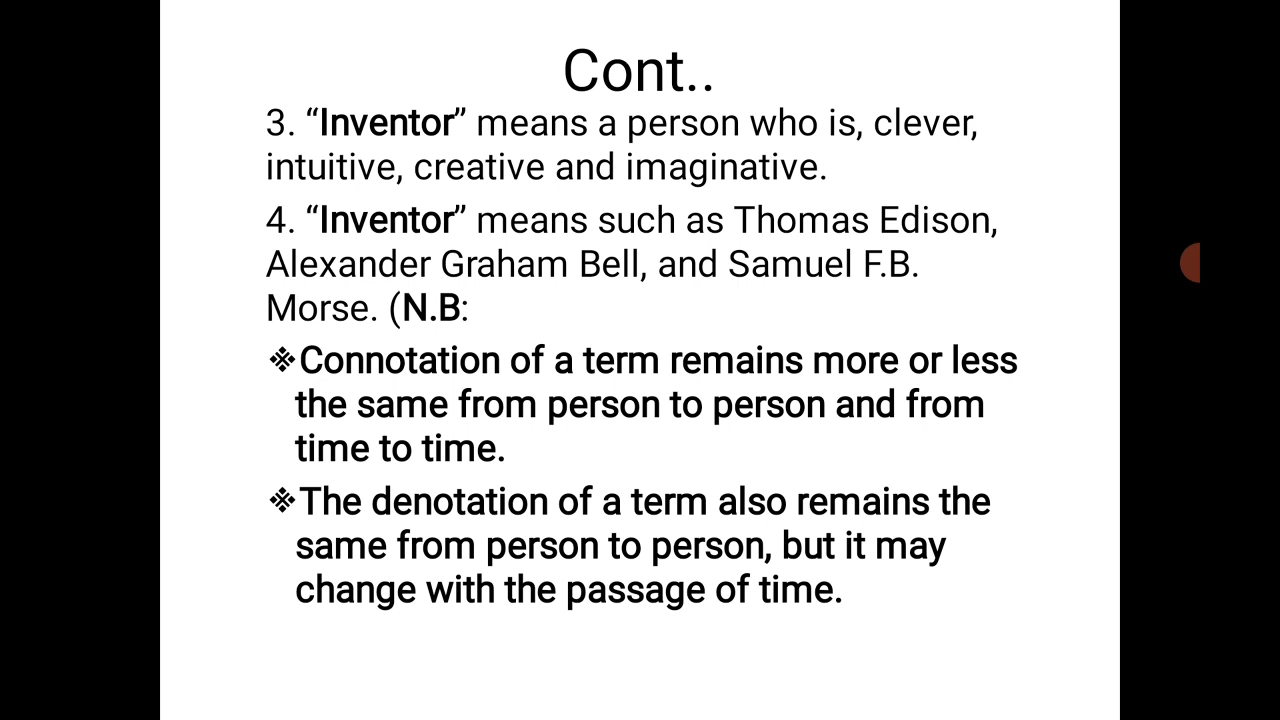 Cont..
3. “Inventor” means a person who is, clever,
intuitive, creative and imaginative.
4. “Inventor” means such as Thomas Edison,
Alexander Graham Bell, and Samuel F.B.
Morse. (N.B:
❖Connotation of a term remains more or less
the same from person to person and from
time to time.
❖The denotation of a term also remains the
same from person to person, but it may
change with the passage of time.